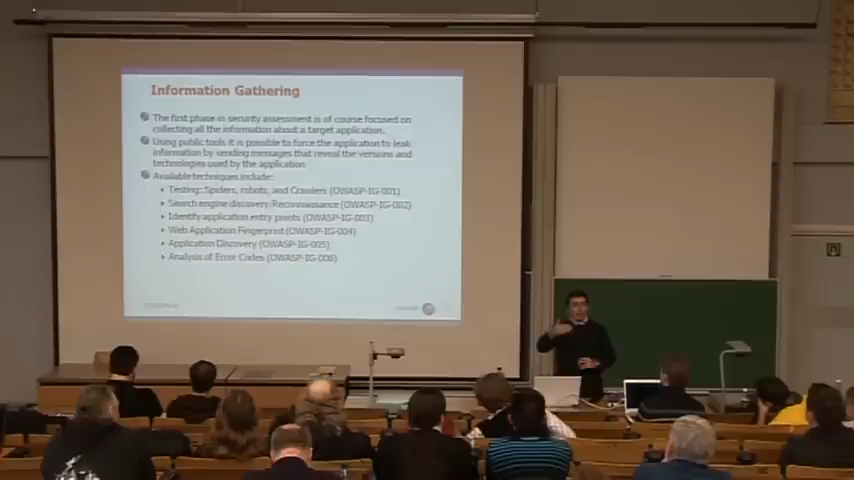 Information Gathering
The first phase in security assessment is of course focused on
collecting all the information about a target application.
Using public tools it is possible to force the application to leak
information by sending messages that reveal the versions and
technologies used by the application
Available techniques include:
Testing: Spiders, robots, and Crawlers (OWASP-IG-001)
Search engine discovery/Reconnaissance (OWASP-IG-002)
Identify application entry points (OWASP-IG-003)
Web Application Fingerprint (OWASP-IG-004)
Application Discovery (OWASP-IG-005)
Analysis of Error Codes (OWASP-IG-006)